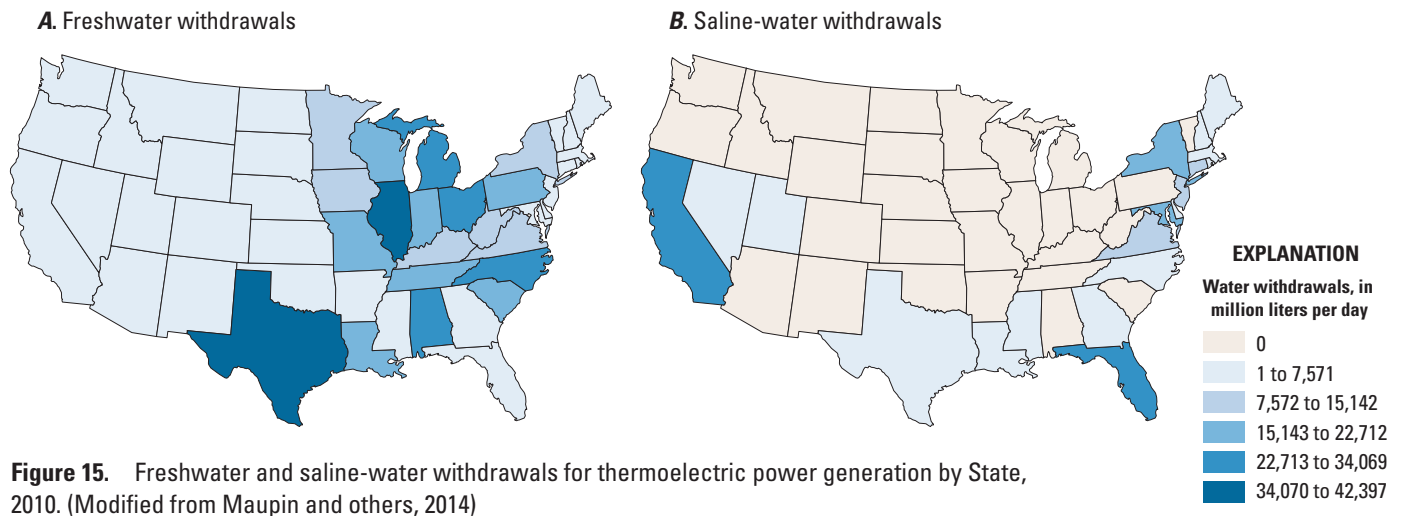 A. Freshwater withdrawals
B. Saline-water withdrawals
EXPLANATION
Water withdrawals, in
million liters per day
0
1 to 7,571
7,572 to 15,142
15,143 to 22,712
22,713 to 34,069
34,070 to 42,397
Figure 15. Freshwater and saline-water withdrawals for thermoelectric power generation by State,
2010. (Modified from Maupin and others, 2014)